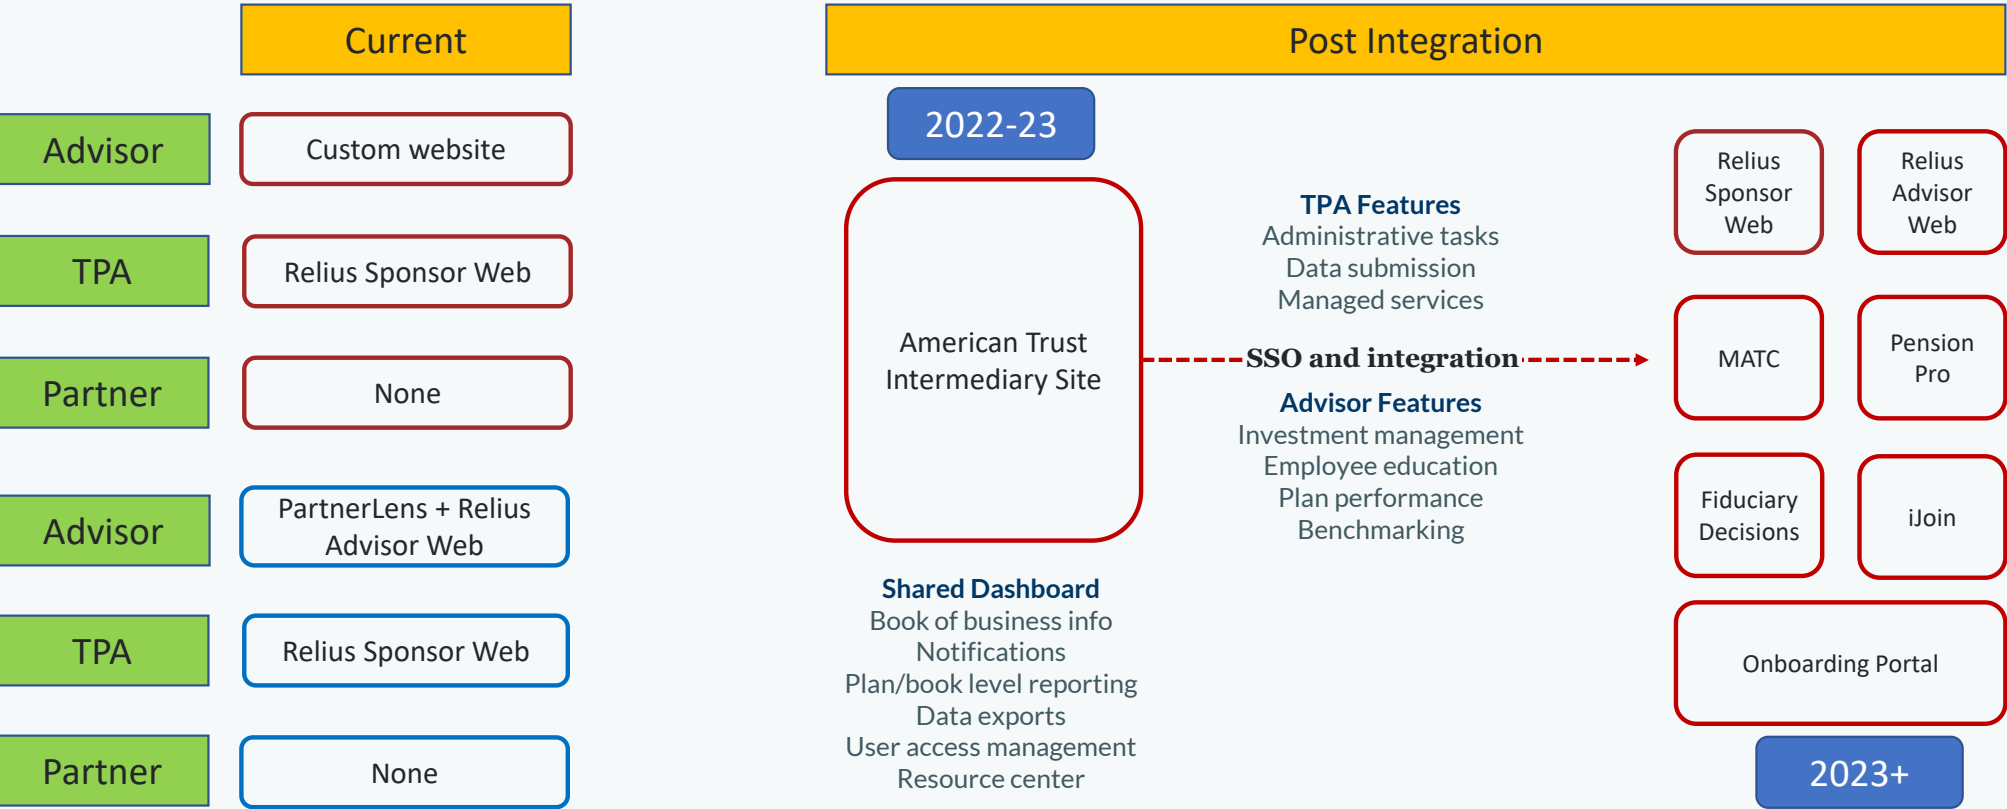 Current
Post Integration
Advisor
Custom website
TPA
Relius Sponsor Web
Partner
None
Advisor
PartnerLens + Relius
Advisor Web
TPA
Relius Sponsor Web
Partner
None
2022-23
American Trust
Intermediary Site
Shared Dashboard
Book of business info
Notifications
Plan/book level reporting
Data exports
User access management
Resource center
TPA Features
Administrative tasks
Data submission
Managed services
SSO and integration
Advisor Features
Investment management
Employee education
Plan performance
Benchmarking
Relius
Sponsor
Web
Relius
Advisor
Web
MATC
Pension
Pro
Fiduciary
Decisions
iJoin
Onboarding Portal
2023+